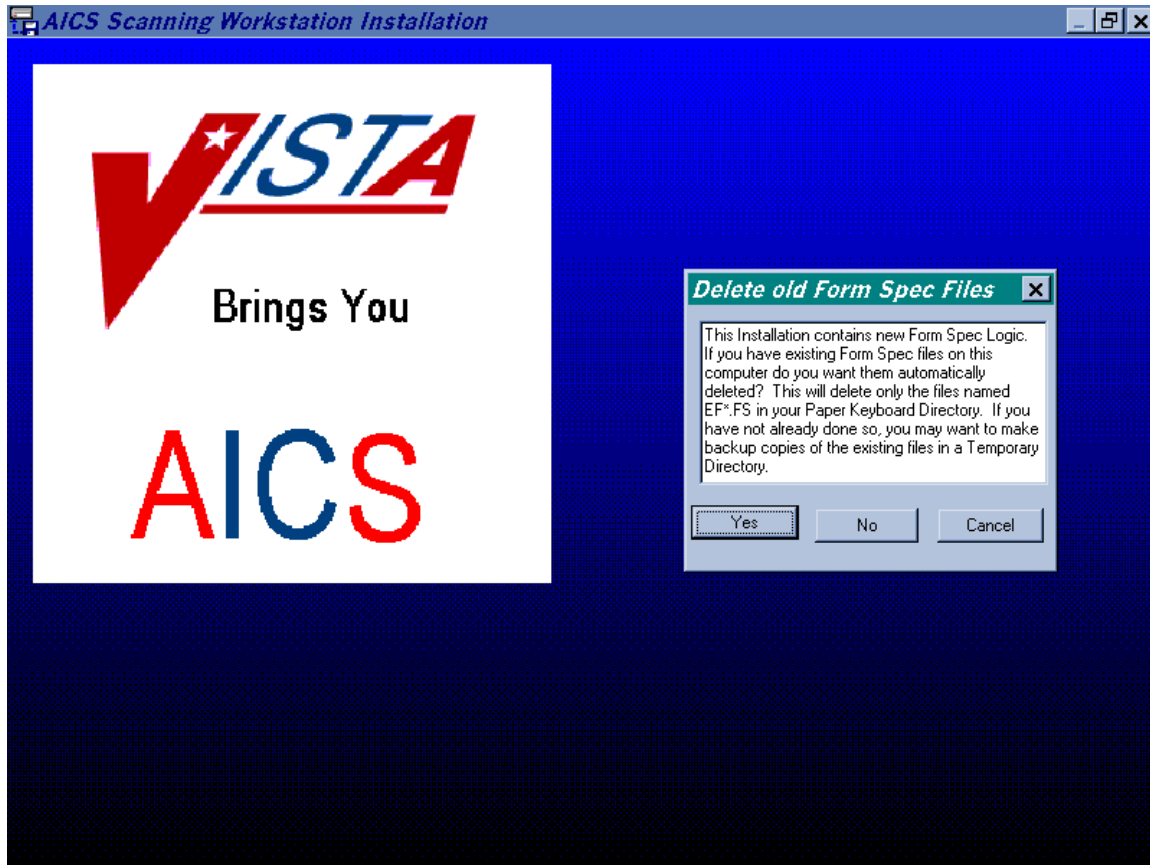 AICS Scanning Workstation Installation
VISTA
Brings You
AICS
Delete old Form Spec Files
This Installation contains new Form Spec Logic.
If you have existing Form Spec files on this
computer do you want them automatically
deleted? This will delete only the files named
EF*.FS in your Paper Keyboard Directory. If you
have not already done so, you may want to make
backup copies of the existing files in a Temporary
Directory.
Yes No Cancel